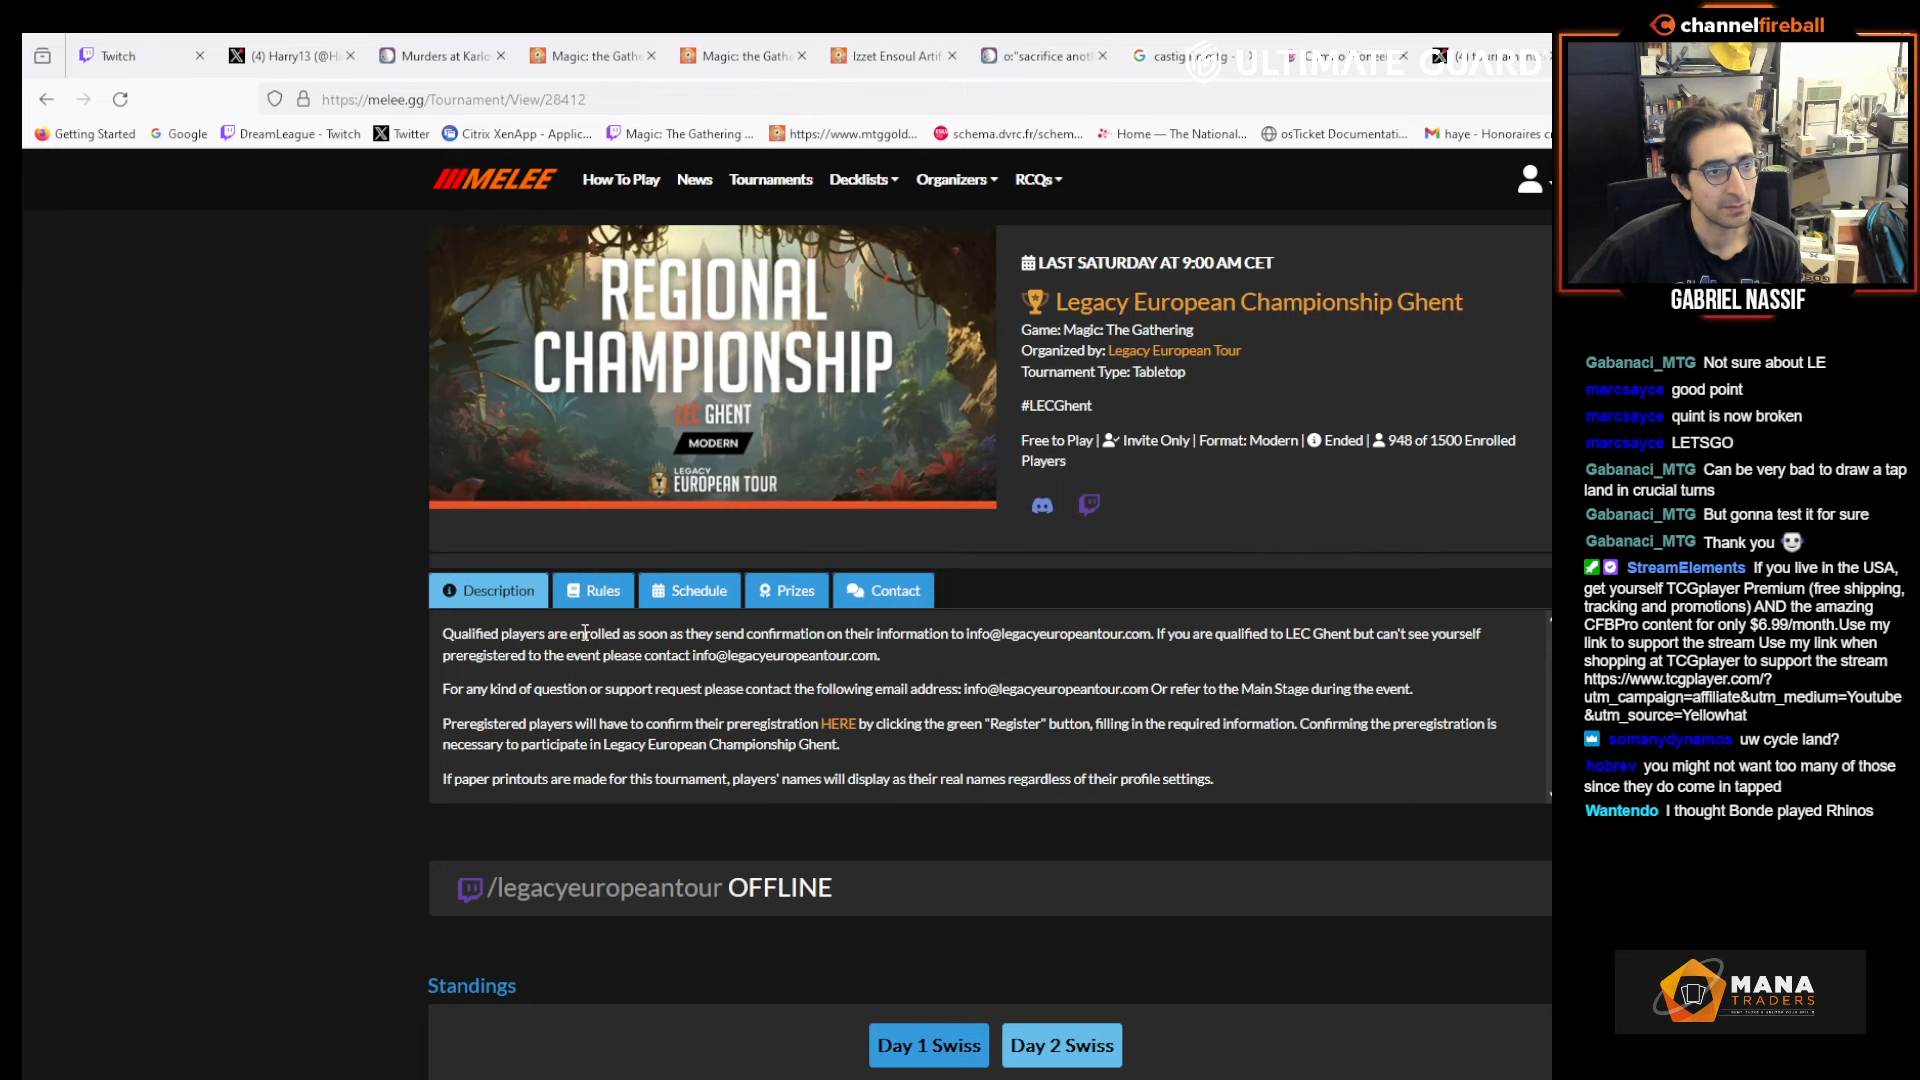 channelfireball
Twitch
(4) Harry13 (@Ha
Murders at Karlo
Magic: the Gathe
Magic: the Gathe
Izzet Ensoul Artif
o:"sacrifice anoth
ULTIMATE GUARD
https://melee.gg/Tournament/View/28412
Getting Started
Google
DreamLeague - Twitch
Twitter
Citrix XenApp - Applic...
Magic: The Gathering ...
https://www.mtggold...
schema.dvrc.fr/schem...
Home — The National...
osTicket Documentati...
haye - Honoraires c
MELEE
How To Play
News
Tournaments
Decklists
Organizers
RCQs
REGIONAL
CHAMPIONSHIP
LEC GHENT
MODERN
LEGACY
EUROPEAN TOUR
LAST SATURDAY AT 9:00 AM CET
Legacy European Championship Ghent
Game: Magic: The Gathering
Organized by: Legacy European Tour
Tournament Type: Tabletop
#LECGhent
Free to Play | Invite Only | Format: Modern | Ended | 948 of 1500 Enrolled
Players
Description
Rules
Schedule
Prizes
Contact
Qualified players are enrolled as soon as they send confirmation on their information to info@legacyeuropeantour.com. If you are qualified to LEC Ghent but can't see yourself
preregistered to the event please contact info@legacyeuropeantour.com.
For any kind of question or support request please contact the following email address: info@legacyeuropeantour.com Or refer to the Main Stage during the event.
Preregistered players will have to confirm their preregistration HERE by clicking the green "Register" button, filling in the required information. Confirming the preregistration is
necessary to participate in Legacy European Championship Ghent.
If paper printouts are made for this tournament, players' names will display as their real names regardless of their profile settings.
/legacyeuropeantour OFFLINE
Standings
Day 1 Swiss
Day 2 Swiss
GABRIEL NASSIF
Gabanaci_MTG Not sure about LE
marcsayce good point
marcsayce quint is now broken
marcsayce LETSGO
Gabanaci_MTG Can be very bad to draw a tap
land in crucial turns
Gabanaci_MTG But gonna test it for sure
Gabanaci_MTG Thank you
StreamElements If you live in the USA,
get yourself TCGplayer Premium (free shipping,
tracking and promotions) AND the amazing
CFBPro content for only $6.99/month.Use my
link to support the stream Use my link when
shopping at TCGplayer to support the stream
https://www.tcgplayer.com/?
utm_campaign=affiliate&utm_medium=Youtube
&utm_source=Yellowhat
somanydynamos uw cycle land?
hobrev you might not want too many of those
since they do come in tapped
Wantendo I thought Bonde played Rhinos
MANA
TRADERS